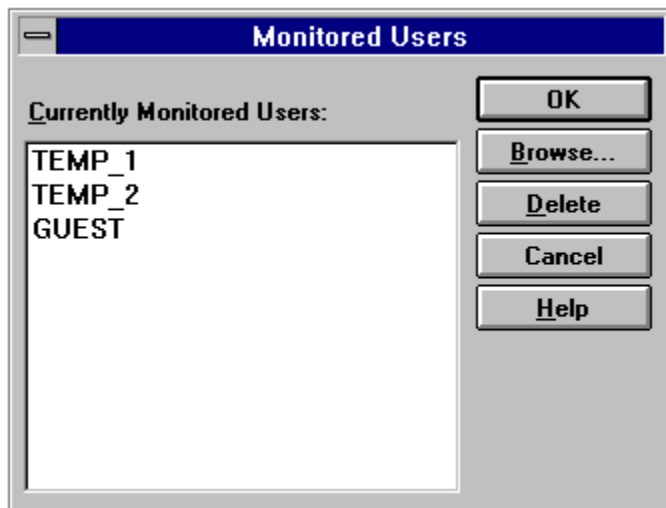 Monitored Users
Currently Monitored Users:
TEMP_1
TEMP_2
GUEST
OK
Browse...
Delete
Cancel
Help